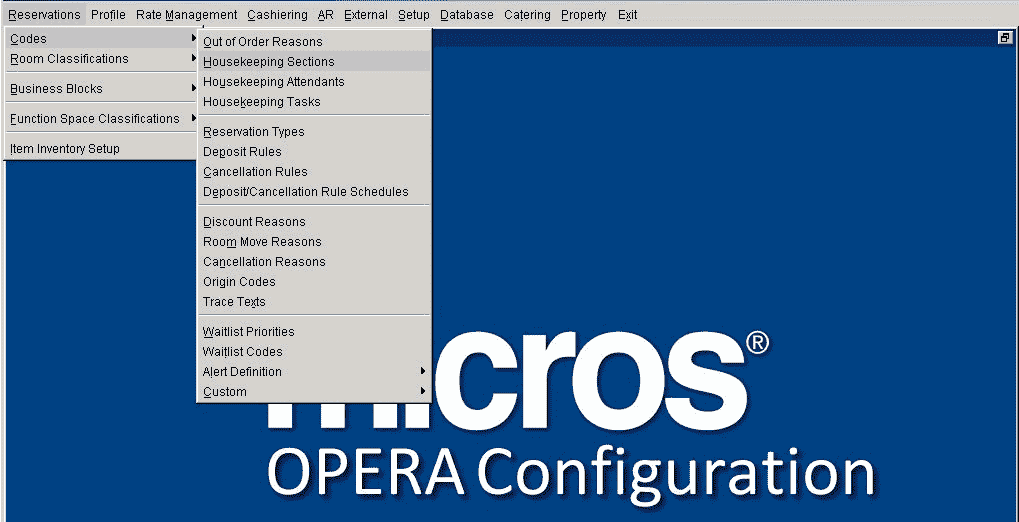 Reservations Profile Rate Management Cashiering AR External Setup Database Catering Property Exit
Codes
Room Classifications
Business Blocks
Function Space Classifications
Item Inventory Setup
Out of Order Reasons
Housekeeping Sections
Housekeeping Attendants
Housekeeping Tasks
Reservation Types
Deposit Rules
Cancellation Rules
Deposit/Cancellation Rule Schedules
Discount Reasons
Room Move Reasons
Cancellation Reasons
Origin Codes
Trace Texts
Waitlist Priorities
Waitlist Codes
Alert Definition
Custom
micros®
OPERA Configuration